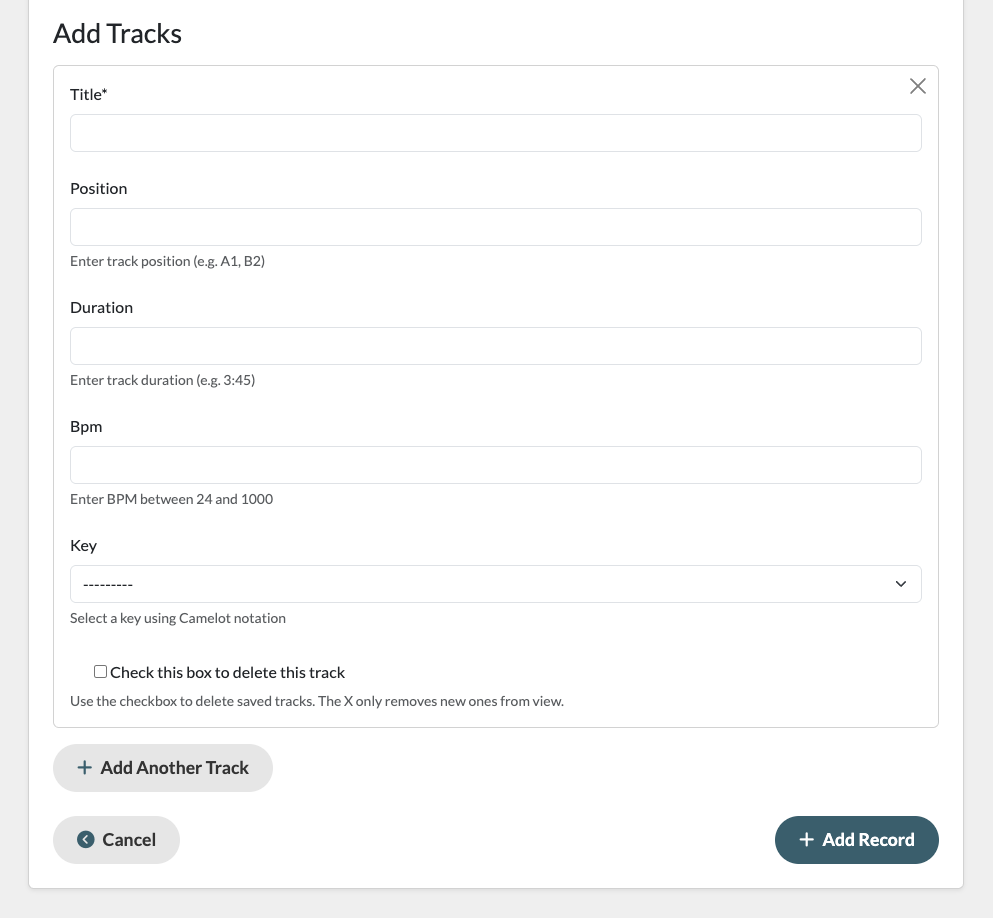 Add Tracks
Title*
Position
Enter track position (e.g. A1, B2)
Duration
Enter track duration (e.g. 3:45)
Bpm
Enter BPM between 24 and 1000
Key
---------
Select a key using Camelot notation
Check this box to delete this track
Use the checkbox to delete saved tracks. The X only removes new ones from view.
Add Another Track
Cancel
Add Record